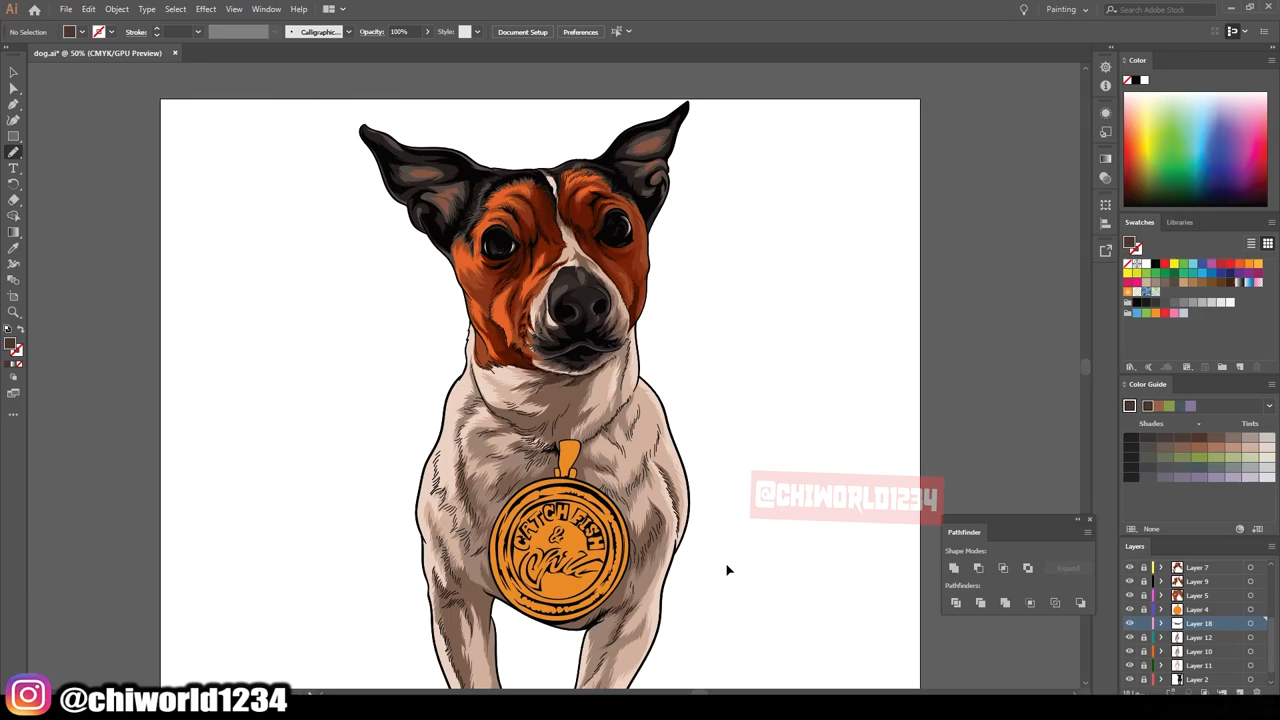 Ai File Edit Object Type Select Effect View Window Help Painting Search Adobe Stock
No Selection Stroke: Calligraphic... Opacity: 100% Style: Document Setup Preferences
dog.ai* @ 50% (CMYK/GPU Preview)
Color
Swatches Libraries
Color Guide
Shades Tints
None
CATCH FISH
&
Chill
@CHIWORLD1234
Pathfinder
Shape Modes:
Expand
Pathfinders:
Layers
Layer 7
Layer 9
Layer 5
Layer 4
Layer 18
Layer 12
Layer 10
Layer 11
Layer 2
@chiworld1234